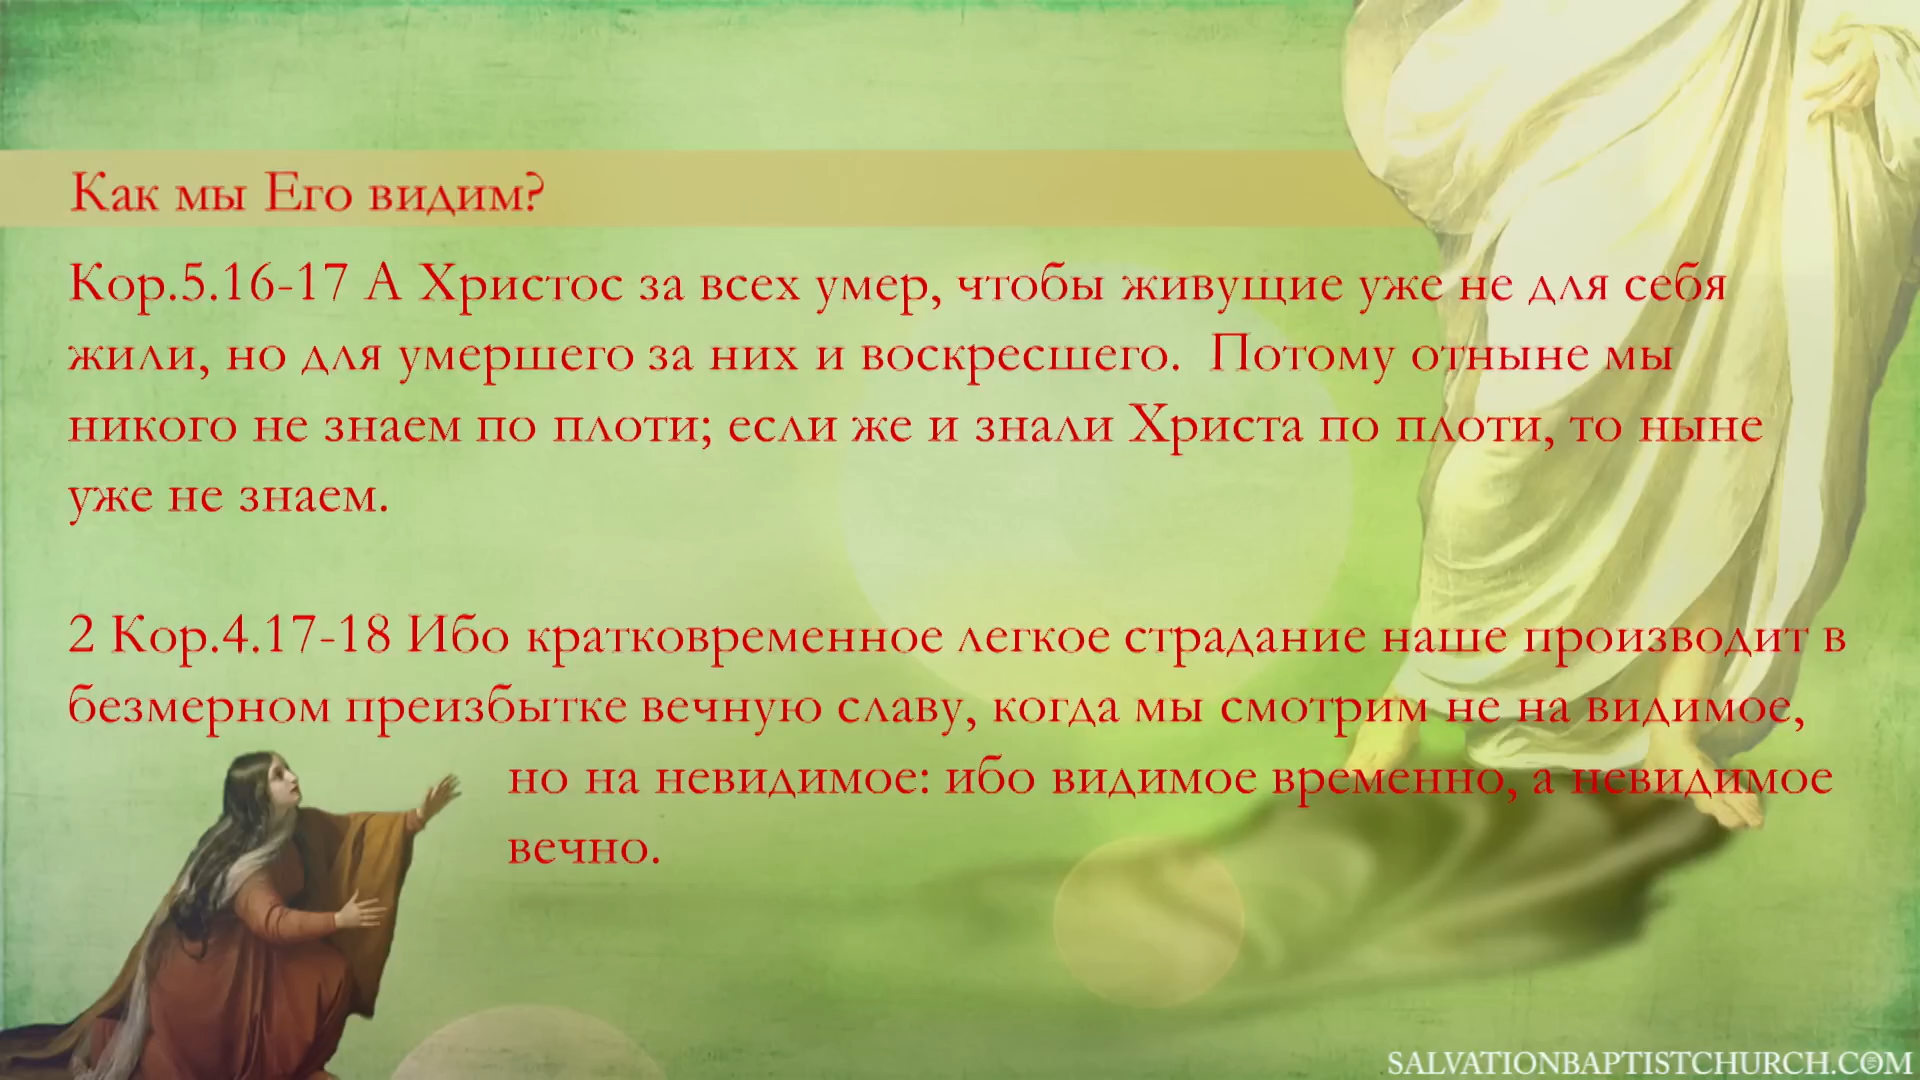 Как мы Его видим?
Кор.5.16-17 А Христос за всех умер, чтобы живущие уже не для себя
жили, но для умершего за них и воскресшего. Потому отныне мы
никого не знаем по плоти; если же и знали Христа по плоти, то ныне
уже не знаем.
2 Кор.4.17-18 Ибо кратковременное легкое страдание наше производит в
безмерном преизбытке вечную славу, когда мы смотрим не на видимое,
но на невидимое: ибо видимое временно, а невидимое
вечно.
SALVATIONBAPTISTCHURCH.COM